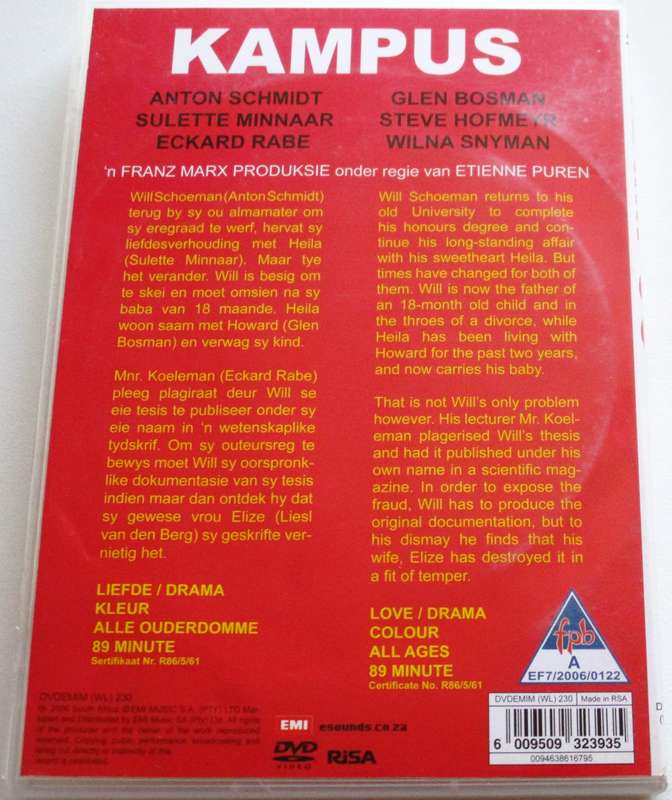 KAMPUS
ANTON SCHMIDT
SULETTE MINNAAR
ECKARD RABE
GLEN BOSMAN
STEVE HOFMEYR
WILNA SNYMAN
'n FRANZ MARX PRODUKSIE onder regie van ETIENNE PUREN
Will Schoeman (Anton Schmidt)
terug by sy ou almamater om
sy eregraad te werf, hervat sy
liefdesverhouding met Heila
(Sulette Minnaar). Maar tye
het verander. Will is besig om
te skei en moet omsien na sy
baba van 18 maande. Heila
woon saam met Howard (Glen
Bosman) en verwag sy kind.
Mnr. Koeleman (Eckard Rabe)
pleeg plagiraat deur Will se
eie tesis te publiseer onder sy
eie naam in 'n wetenskaplike
tydskrif. Om sy outeursreg te
bewys moet Will sy oorspronk-
like dokumentasie van sy tesis
indien maar dan ontdek hy dat
sy gewese vrou Elize (Liesl
van den Berg) sy geskrifte ver-
nietig het.
LIEFDE / DRAMA
KLEUR
ALLE OUDERDOMME
89 MINUTE
Sertifikaat Nr. R86/5/61
Will Schoeman returns to his
old University to complete
his honours degree and con-
tinue his long-standing affair
with his sweetheart Heila. But
times have changed for both of
them. Will is now the father of
an 18-month old child and in
the throes of a divorce, while
Heila has been living with
Howard for the past two years,
and now carries his baby.
That is not Will's only problem
however. His lecturer Mr. Koel-
eman plagerised Will's thesis
and had it published under his
own name in a scientific mag-
azine. In order to expose the
fraud, Will has to produce the
original documentation, but to
his dismay he finds that his
wife, Elize has destroyed it in
a fit of temper.
LOVE / DRAMA
COLOUR
ALL AGES
89 MINUTE
Certificate No. R86/5/61
fpb
A
EF7/2006/0122
DVDEMIM (WL) 230
DVDEMIM (WL) 230 Made in RSA
6 009509 323935
0094638616795
EMI esounds.co.za
DVD VIDEO RiSA